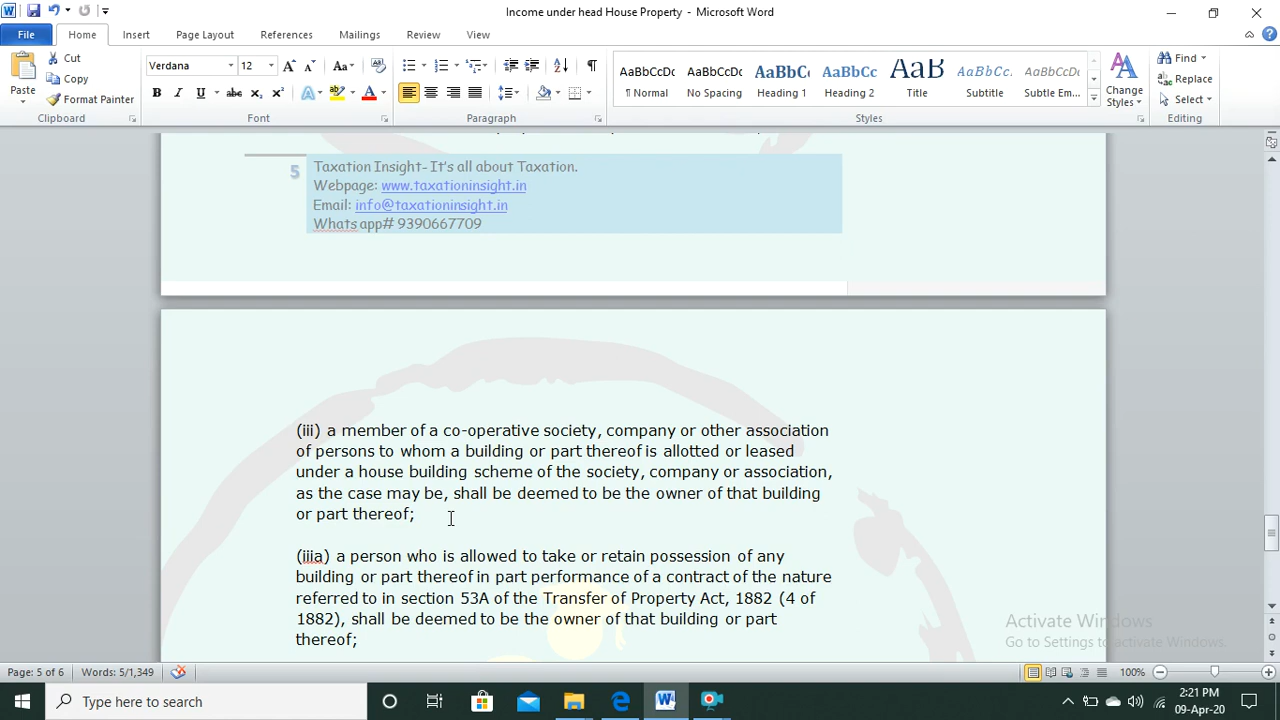 Income under head House Property - Microsoft Word
File Home Insert Page Layout References Mailings Review View
Paste
Cut
Copy
Format Painter
Clipboard
Verdana 12
Font
Paragraph
AaBbCcDc AaBbCcDc AaBbCc AaBbCc AaB AaBbCc. AaBbCcDc
¶ Normal No Spacing Heading 1 Heading 2 Title Subtitle Subtle Em...
Styles
Change Styles
Find
Replace
Select
Editing
5
Taxation Insight- It's all about Taxation.
Webpage: www.taxationinsight.in
Email: info@taxationinsight.in
Whats app# 9390667709
(iii) a member of a co-operative society, company or other association
of persons to whom a building or part thereof is allotted or leased
under a house building scheme of the society, company or association,
as the case may be, shall be deemed to be the owner of that building
or part thereof;
(iiia) a person who is allowed to take or retain possession of any
building or part thereof in part performance of a contract of the nature
referred to in section 53A of the Transfer of Property Act, 1882 (4 of
1882), shall be deemed to be the owner of that building or part
thereof;
Activate Windows
Go to Settings to activate Windows.
Page: 5 of 6 Words: 5/1,349 100%
Type here to search
2:21 PM
09-Apr-20